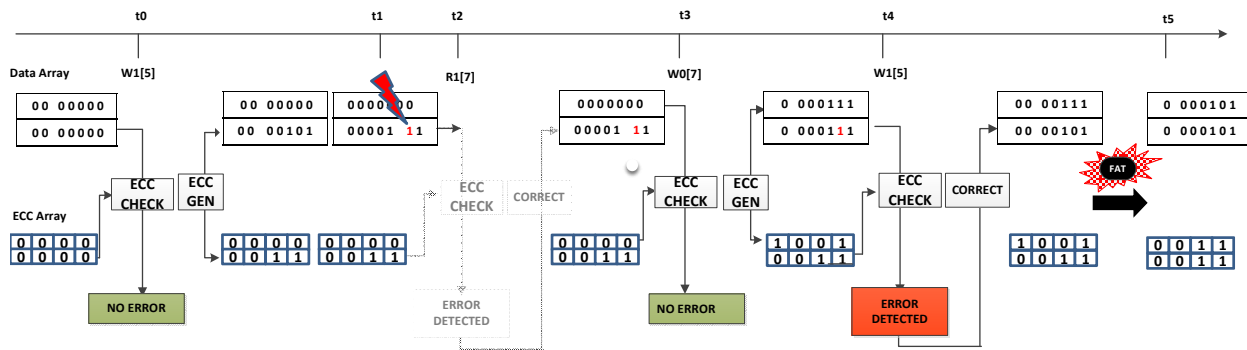 t0 t1 t2 t3 t4 t5
W1[5] R1[7] W0[7] W1[5]
Data Array
00 00000 00 00000 0000 00 0000000 0 000111 00 00111 0 000101
00 00000 00 00101 00001 11 00001 11 0 000111 00 00101 0 000101
FAT
ECC CHECK
ECC GEN
ECC CHECK
CORRECT
ECC CHECK
ECC GEN
ECC CHECK
CORRECT
ECC Array
0 0 0 0 0 0 0 0 0 0 0 0 0 0 0 0 1 0 0 1 1 0 0 1 0 0 1 1
0 0 0 0 0 0 1 1 0 0 1 1 0 0 1 1 0 0 1 1 0 0 1 1 0 0 1 1
NO ERROR
ERROR DETECTED
NO ERROR
ERROR DETECTED